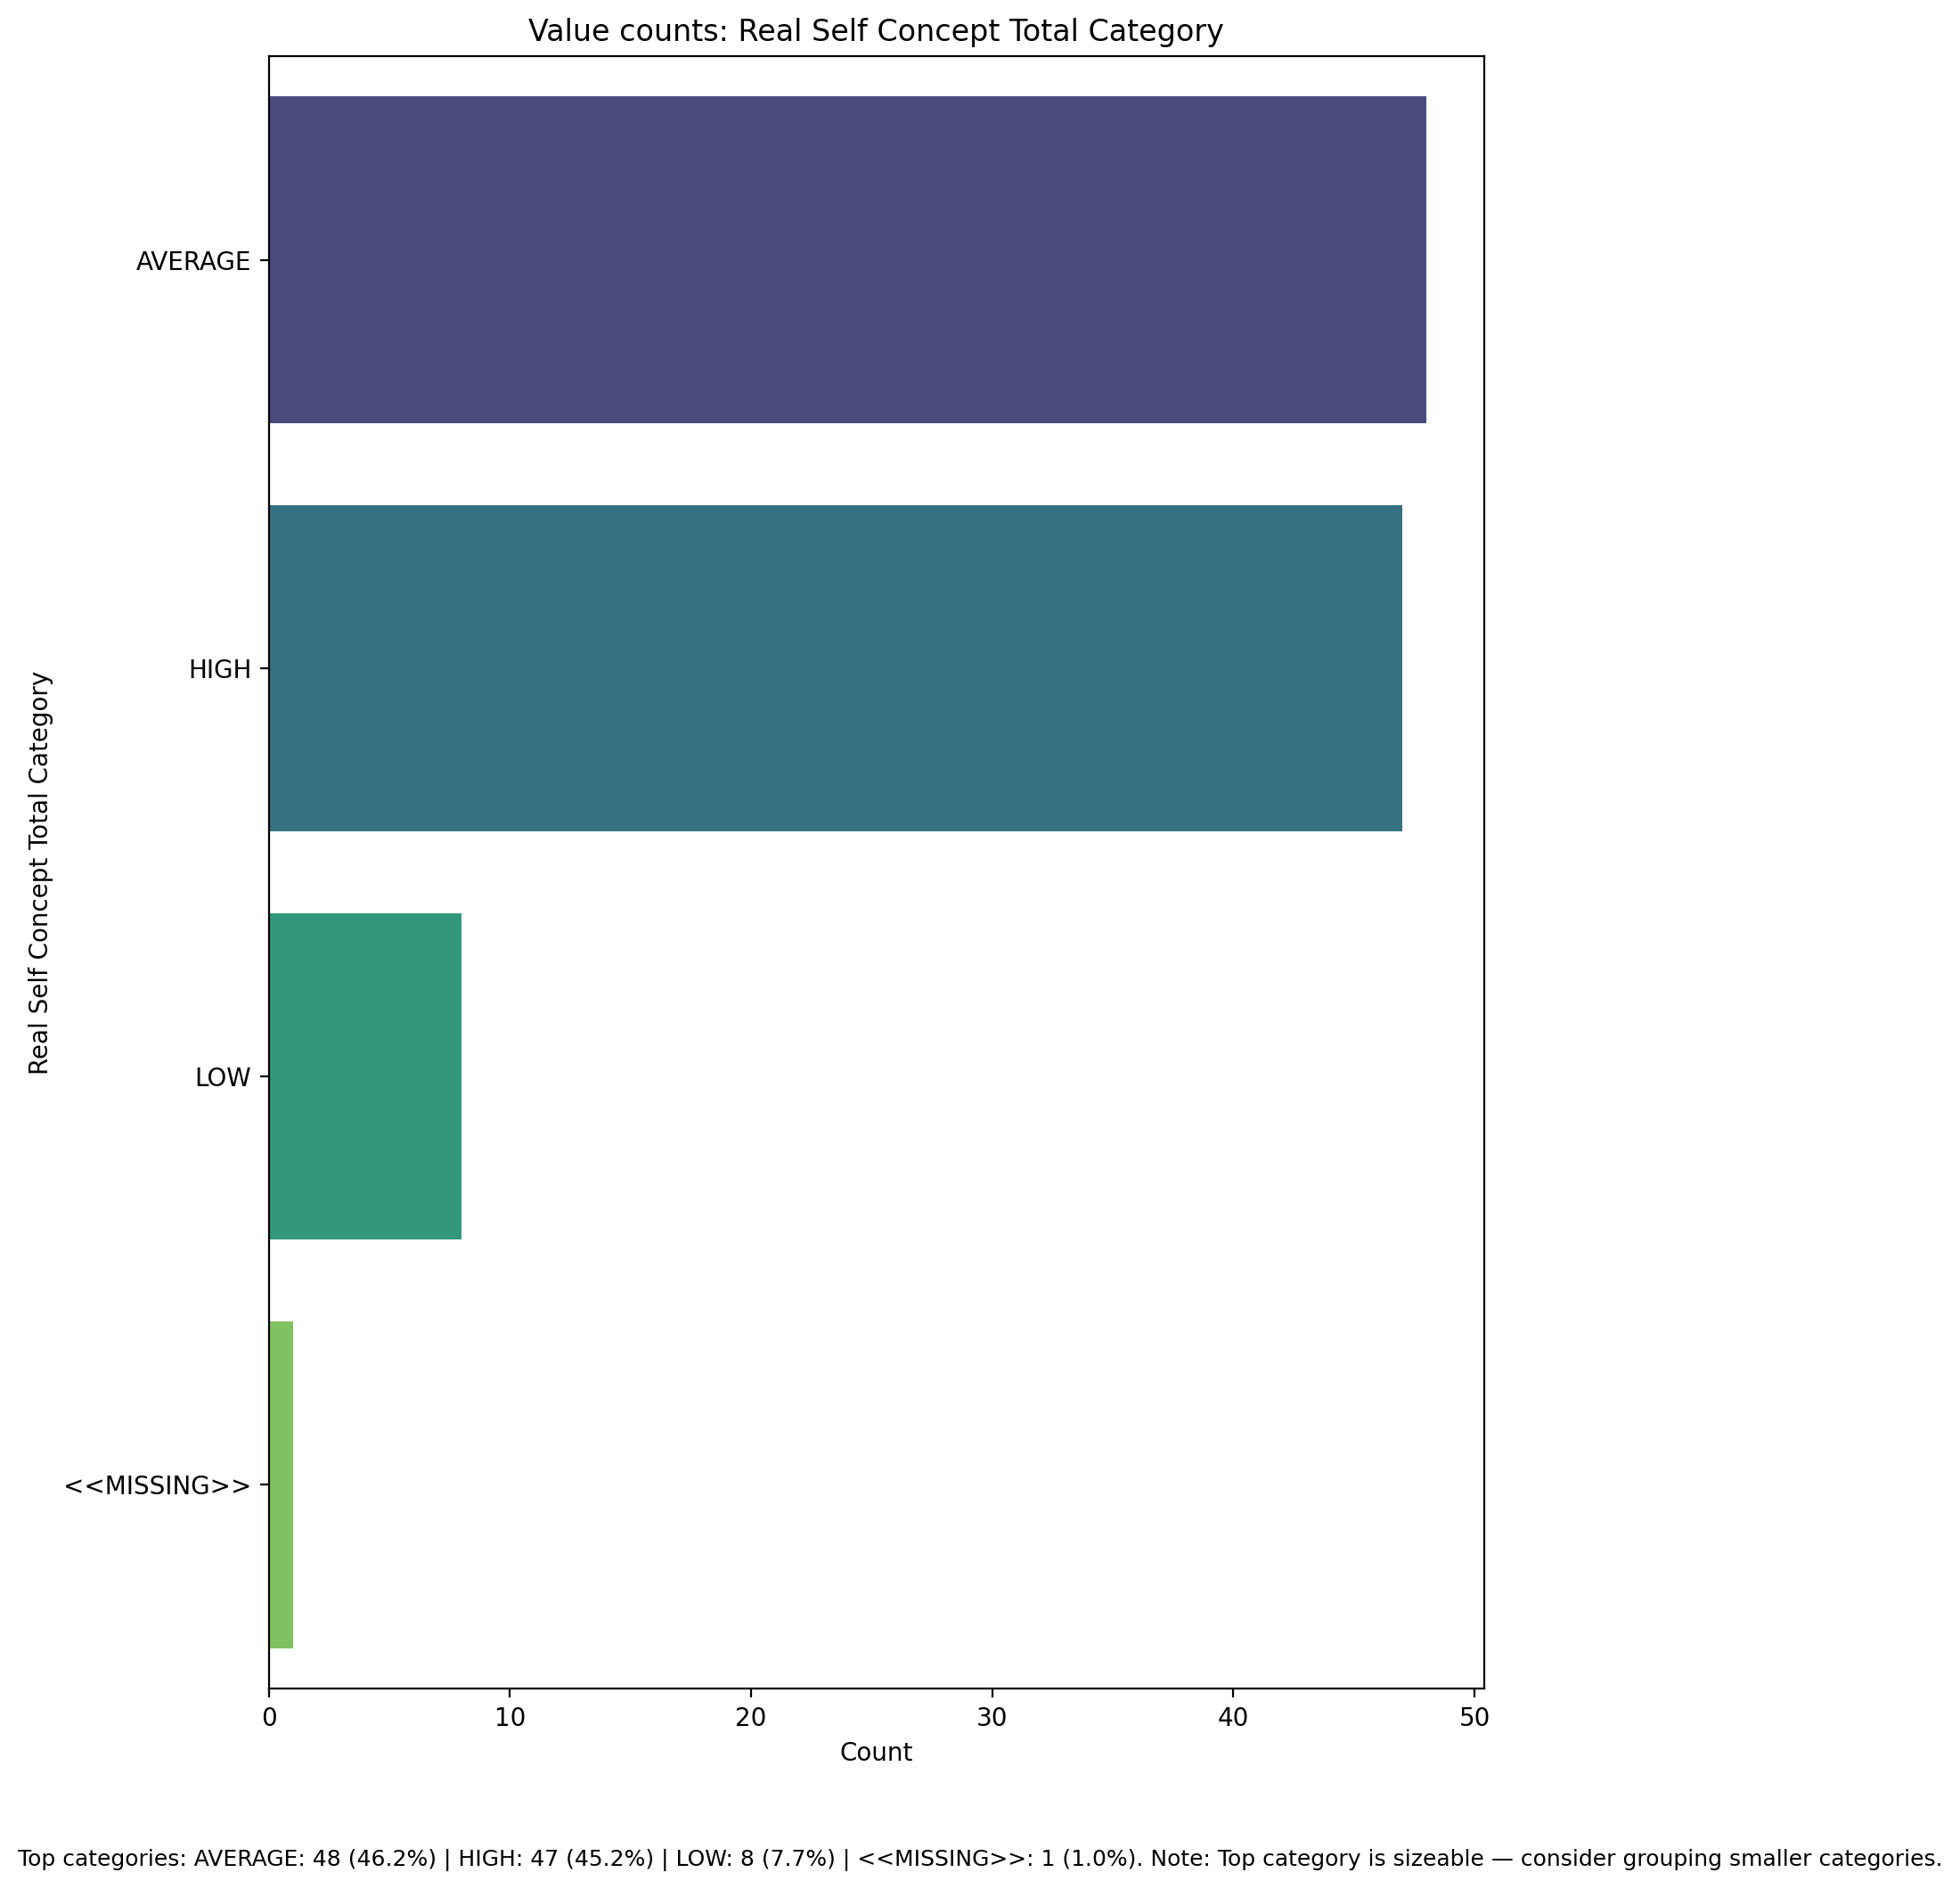 Value counts: Real Self Concept Total Category
Real Self Concept Total Category
AVERAGE
HIGH
LOW
<<MISSING>>
0 10 20 30 40 50
Count
Top categories: AVERAGE: 48 (46.2%) | HIGH: 47 (45.2%) | LOW: 8 (7.7%) | <<MISSING>>: 1 (1.0%). Note: Top category is sizeable — consider grouping smaller categories.